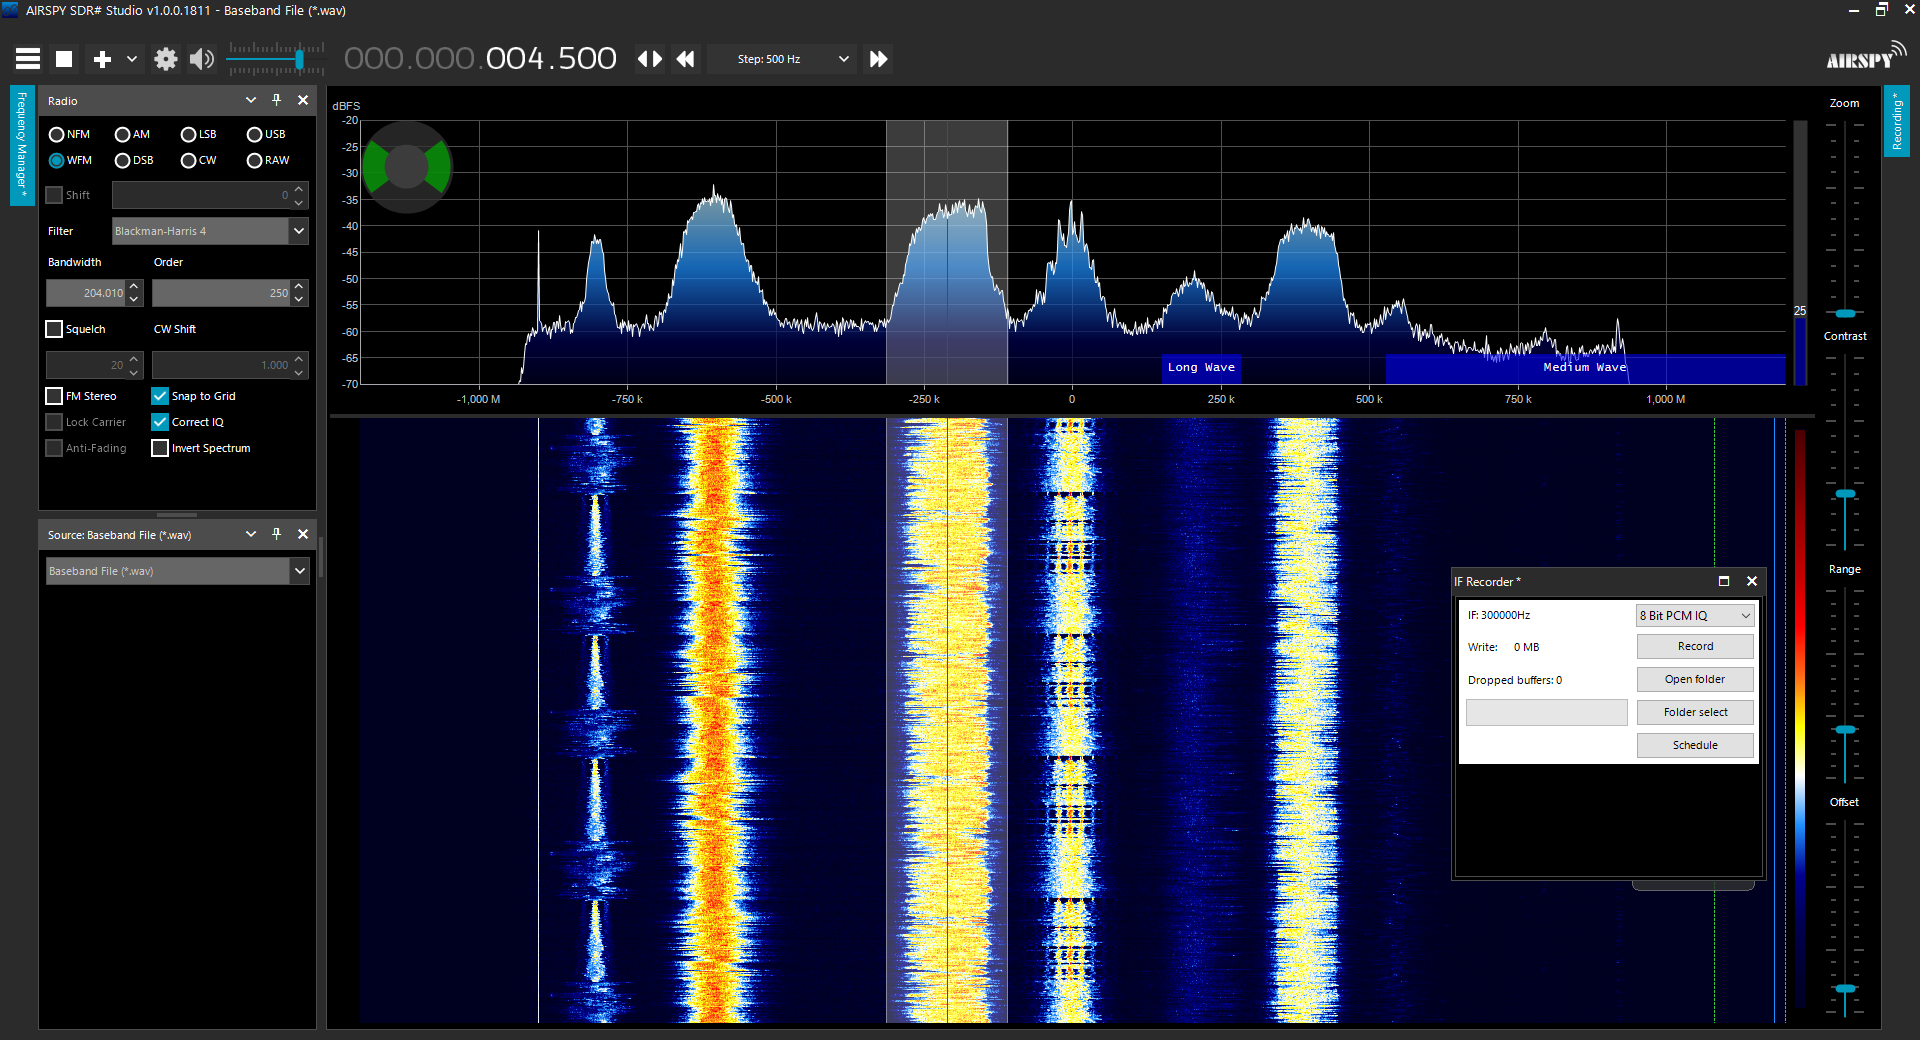 AIRSPY SDR# Studio v1.0.0.1811 - Baseband File (*.wav)
000.000.004.500
Step: 500 Hz
AIRSPY
Frequency Manager *
Radio
NFM AM LSB USB
WFM DSB CW RAW
Shift 0
Filter Blackman-Harris 4
Bandwidth Order
204.010 250
Squelch CW Shift
20 1.000
FM Stereo Snap to Grid
Lock Carrier Correct IQ
Anti-Fading Invert Spectrum
Source: Baseband File (*.wav)
Baseband File (*.wav)
dBFS
-20
-25
-30
-35
-40
-45
-50
-55
-60
-65
-70
Long Wave Medium Wave
-1,000 M -750 k -500 k -250 k 0 250 k 500 k 750 k 1,000 M
25
Zoom
Contrast
Range
Offset
Recording *
IF Recorder *
IF: 300000Hz 8 Bit PCM IQ
Write: 0 MB Record
Dropped buffers: 0 Open folder
Folder select
Schedule